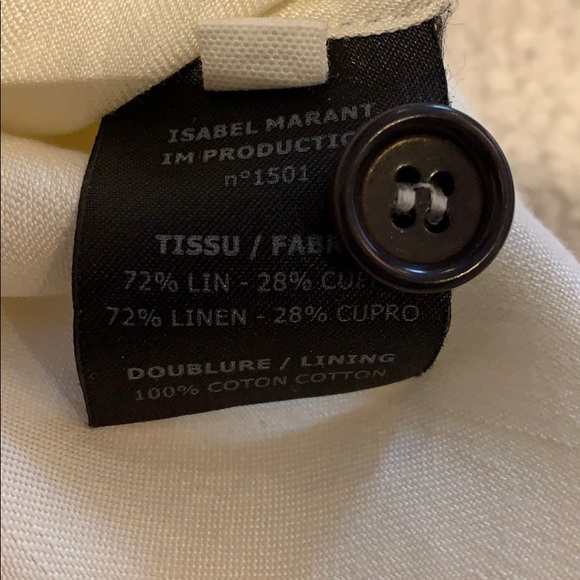 ISABEL MARANT
IM PRODUCTIO
n°1501
TISSU / FABR
72% LIN - 28% CU
72% LINEN - 28% CUPRO
DOUBLURE / LINING
100% COTON COTTON